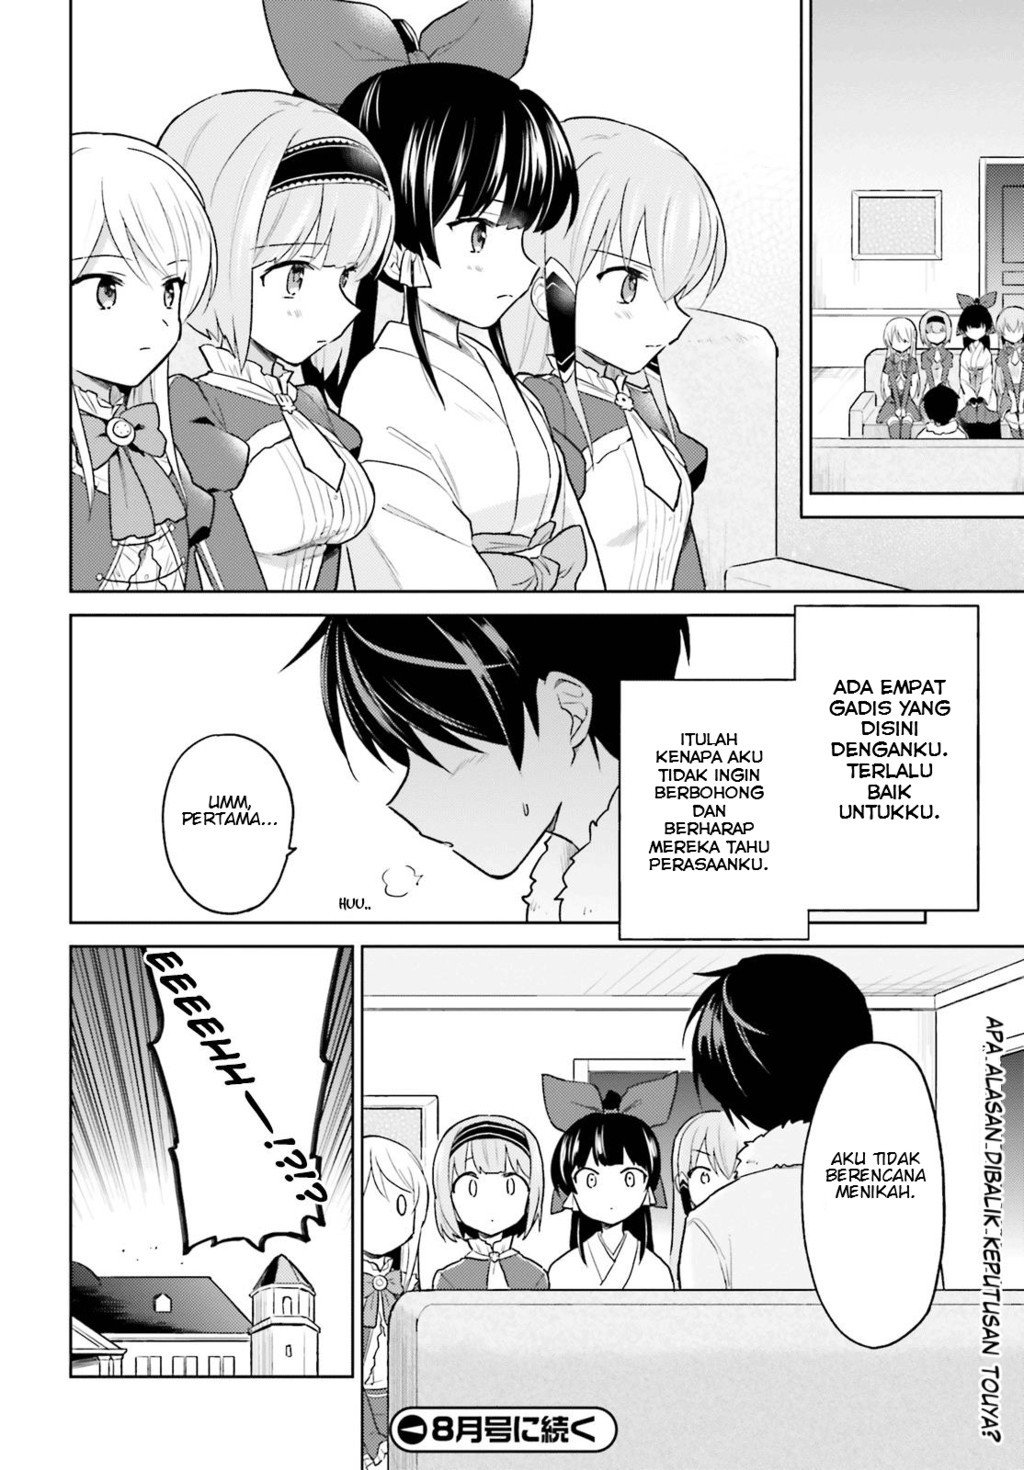 ADA EMPAT
GADIS YANG
DISINI
DENGANKU.
TERLALU
BAIK
UNTUKKU.
ITULAH
KENAPA AKU
TIDAK INGIN
BERBOHONG
DAN
BERHARAP
MEREKA TAHU
PERASAANKU.
UMM,
PERTAMA...
HUU..
AKU TIDAK
BERENCANA
MENIKAH.
EEEEHH—!?!?
APA ALASAN DIBALIK KEPUTUSAN TOUYA?
8月号に続く